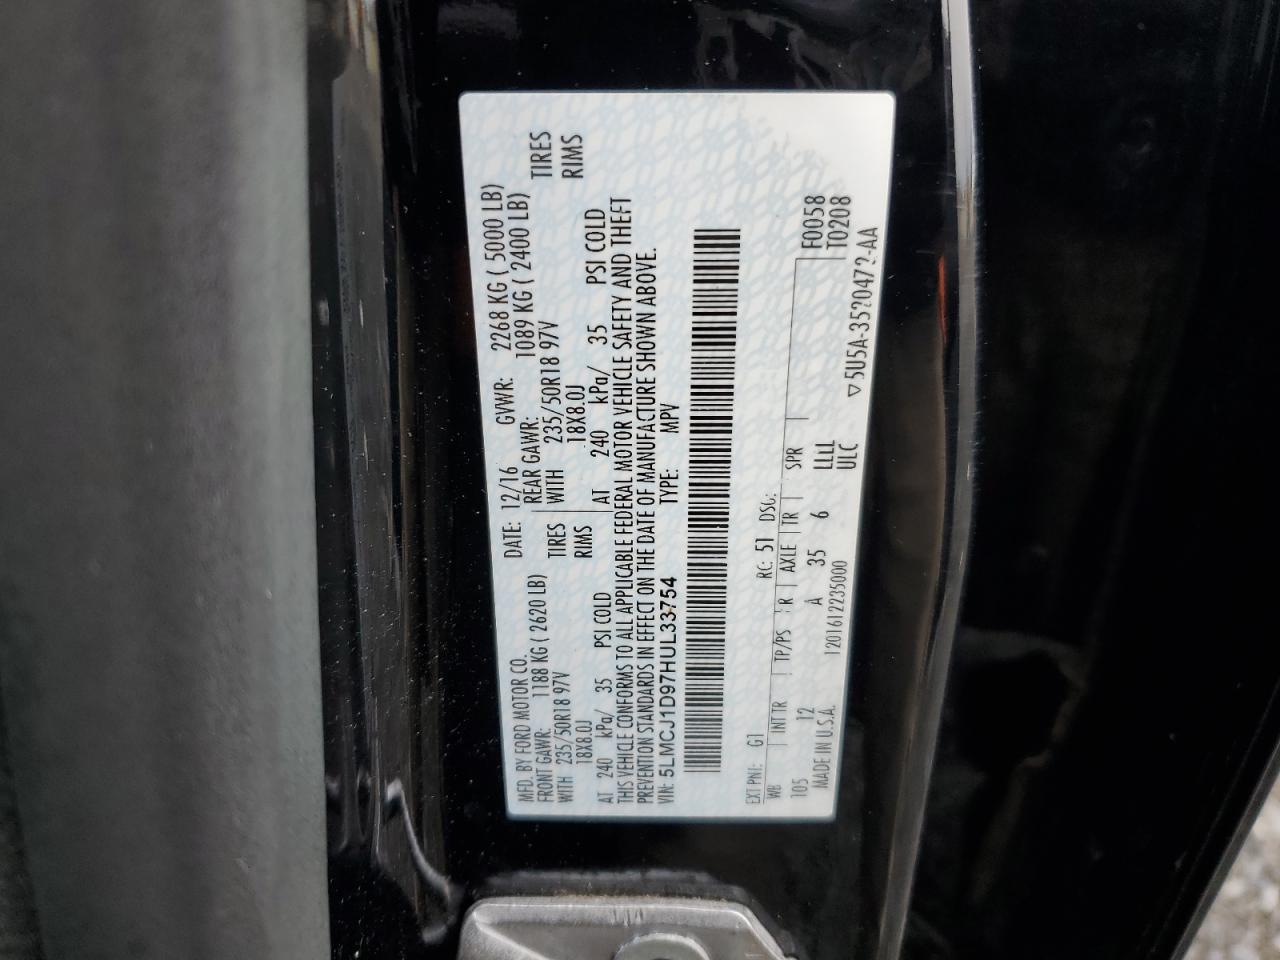 MFD. BY FORD MOTOR CO.
DATE: 12/16 GVWR: 2268 KG ( 5000 LB)
FRONT GAWR: 1188 KG ( 2620 LB) REAR GAWR: 1089 KG ( 2400 LB)
WITH 235/50R18 97V TIRES WITH 235/50R18 97V TIRES
18X8.0J RIMS 18X8.0J RIMS
AT 240 kPa/ 35 PSI COLD AT 240 kPa/ 35 PSI COLD
THIS VEHICLE CONFORMS TO ALL APPLICABLE FEDERAL MOTOR VEHICLE SAFETY AND THEFT
PREVENTION STANDARDS IN EFFECT ON THE DATE OF MANUFACTURE SHOWN ABOVE.
VIN: 5LMCJ1D97HUL33754 TYPE: MPV
EXT PNT: G1 RC: 51 DSO:
WB INT TR TP/PS R AXLE TR SPR F0058
105 12 A 35 6 LLLL T0208
MADE IN U.S.A. 1201612235000 ULC
▽5U5A-3520472-AA